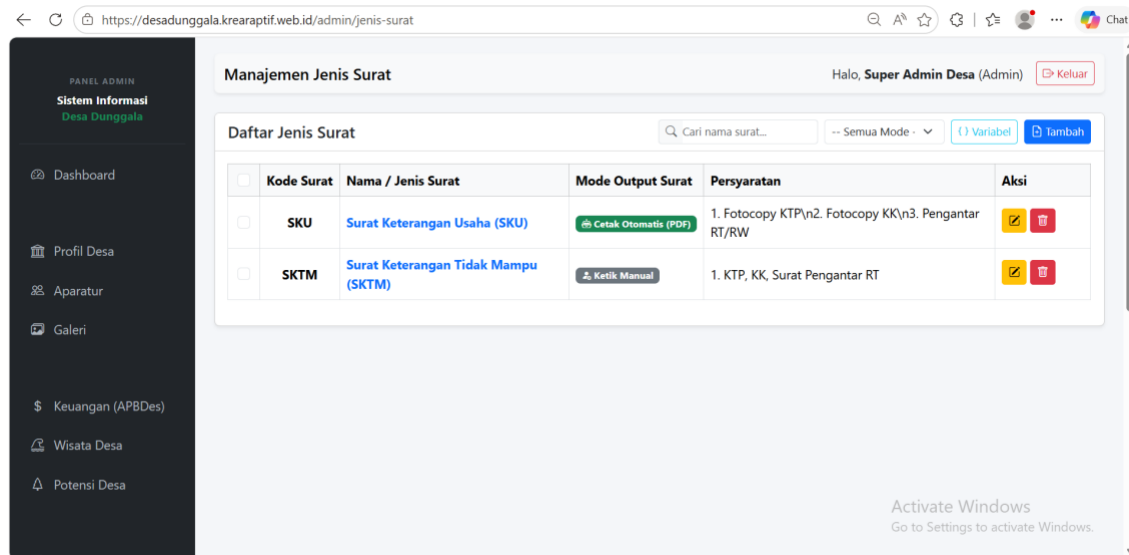 https://desadunggala.krearaptif.web.id/admin/jenis-surat
Chat
PANEL ADMIN
Sistem Informasi
Desa Dunggala
Dashboard
Profil Desa
Aparatur
Galeri
$ Keuangan (APBDes)
Wisata Desa
Potensi Desa
Manajemen Jenis Surat
Halo, Super Admin Desa (Admin)
Keluar
Daftar Jenis Surat
Cari nama surat...
-- Semua Mode -
{} Variabel
Tambah
Kode Surat Nama / Jenis Surat Mode Output Surat Persyaratan Aksi
SKU Surat Keterangan Usaha (SKU) Cetak Otomatis (PDF) 1. Fotocopy KTP\n2. Fotocopy KK\n3. Pengantar
RT/RW
SKTM Surat Keterangan Tidak Mampu
(SKTM) Ketik Manual 1. KTP, KK, Surat Pengantar RT
Activate Windows
Go to Settings to activate Windows.